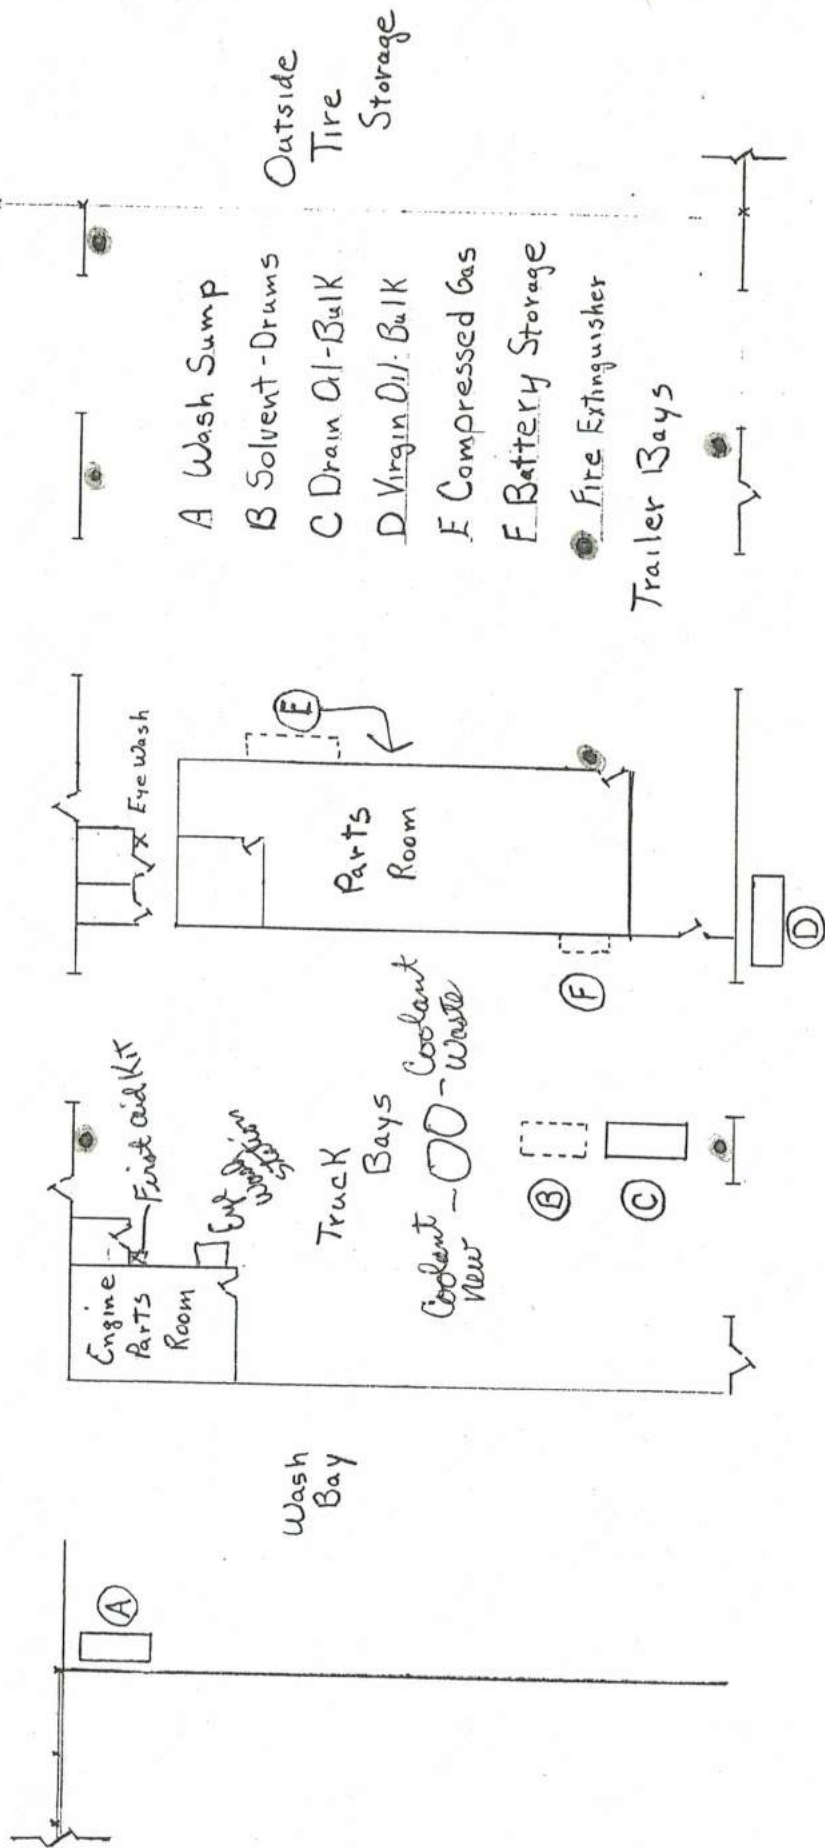 Outside
Tire
Storage
A Wash Sump
B Solvent-Drums
C Drain Oil-Bulk
D Virgin Oil-Bulk
E Compressed Gas
F Battery Storage
Fire Extinguisher
Trailer Bays
X Eye Wash
E
Parts
Room
D
F
First aid Kit
Truck
Bays
Coolant
New
Coolant
Waste
B
C
Engine
Parts
Room
Wash
Bay
A